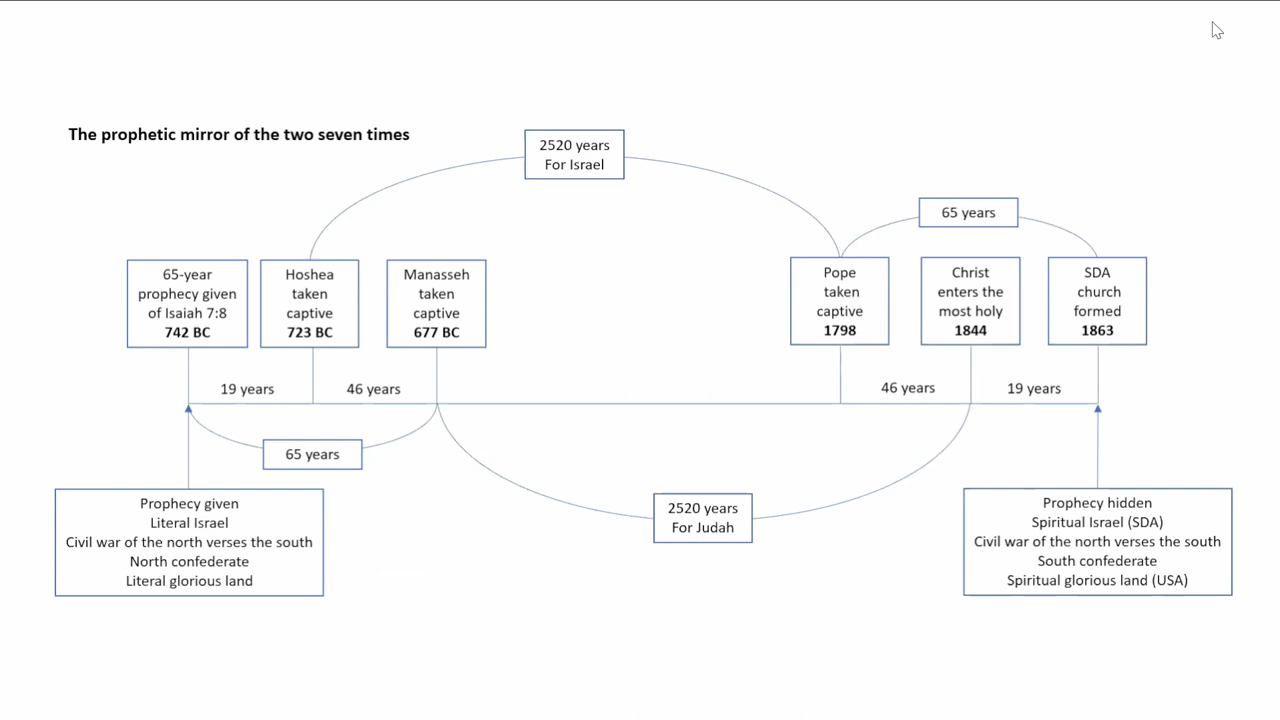 The prophetic mirror of the two seven times
2520 years
For Israel
65 years
65-year
prophecy given
of Isaiah 7:8
742 BC
Hoshea
taken
captive
723 BC
Manasseh
taken
captive
677 BC
Pope
taken
captive
1798
Christ
enters the
most holy
1844
SDA
church
formed
1863
19 years
46 years
46 years
19 years
65 years
2520 years
For Judah
Prophecy given
Literal Israel
Civil war of the north verses the south
North confederate
Literal glorious land
Prophecy hidden
Spiritual Israel (SDA)
Civil war of the north verses the south
South confederate
Spiritual glorious land (USA)